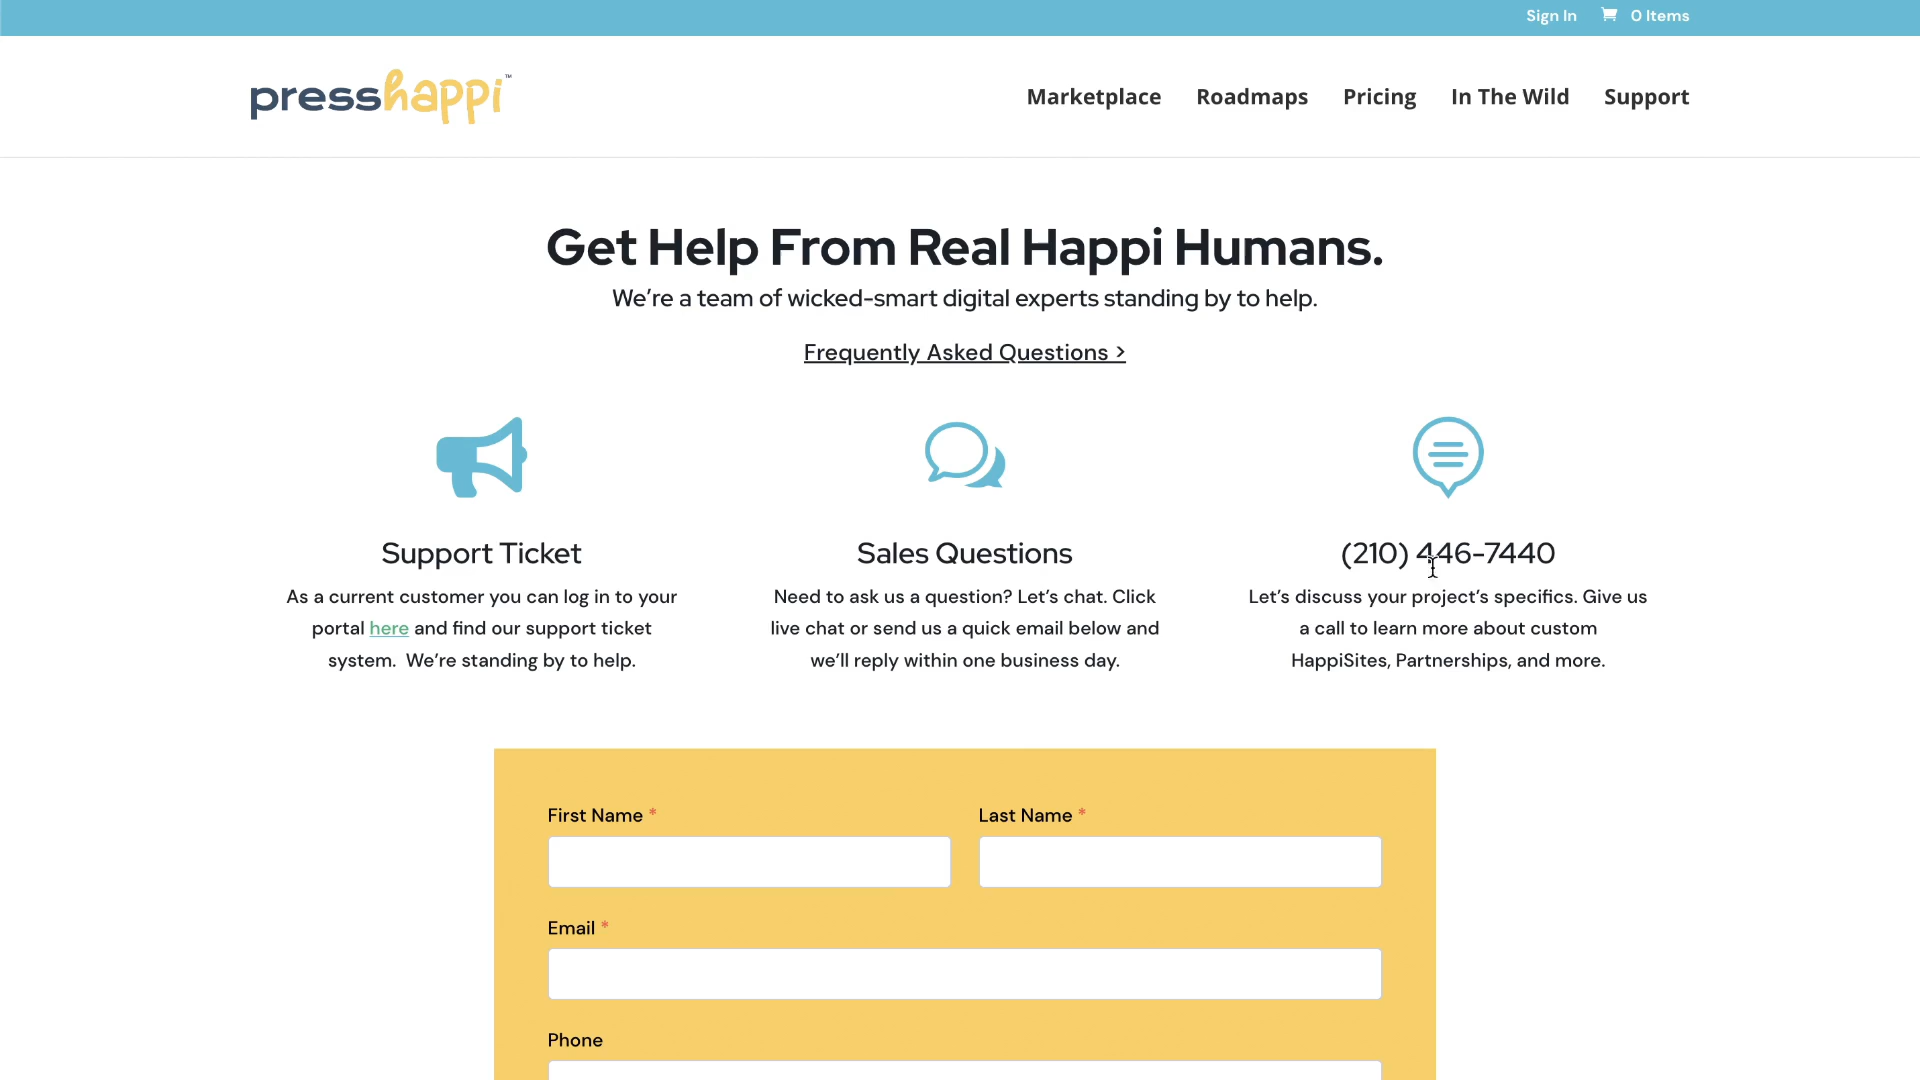 Sign In 0 Items
presshappi™
Marketplace Roadmaps Pricing In The Wild Support
Get Help From Real Happi Humans.
We're a team of wicked-smart digital experts standing by to help.
Frequently Asked Questions >
Support Ticket
As a current customer you can log in to your
portal here and find our support ticket
system. We're standing by to help.
Sales Questions
Need to ask us a question? Let's chat. Click
live chat or send us a quick email below and
we'll reply within one business day.
(210) 446-7440
Let's discuss your project's specifics. Give us
a call to learn more about custom
HappiSites, Partnerships, and more.
First Name * Last Name *
Email *
Phone